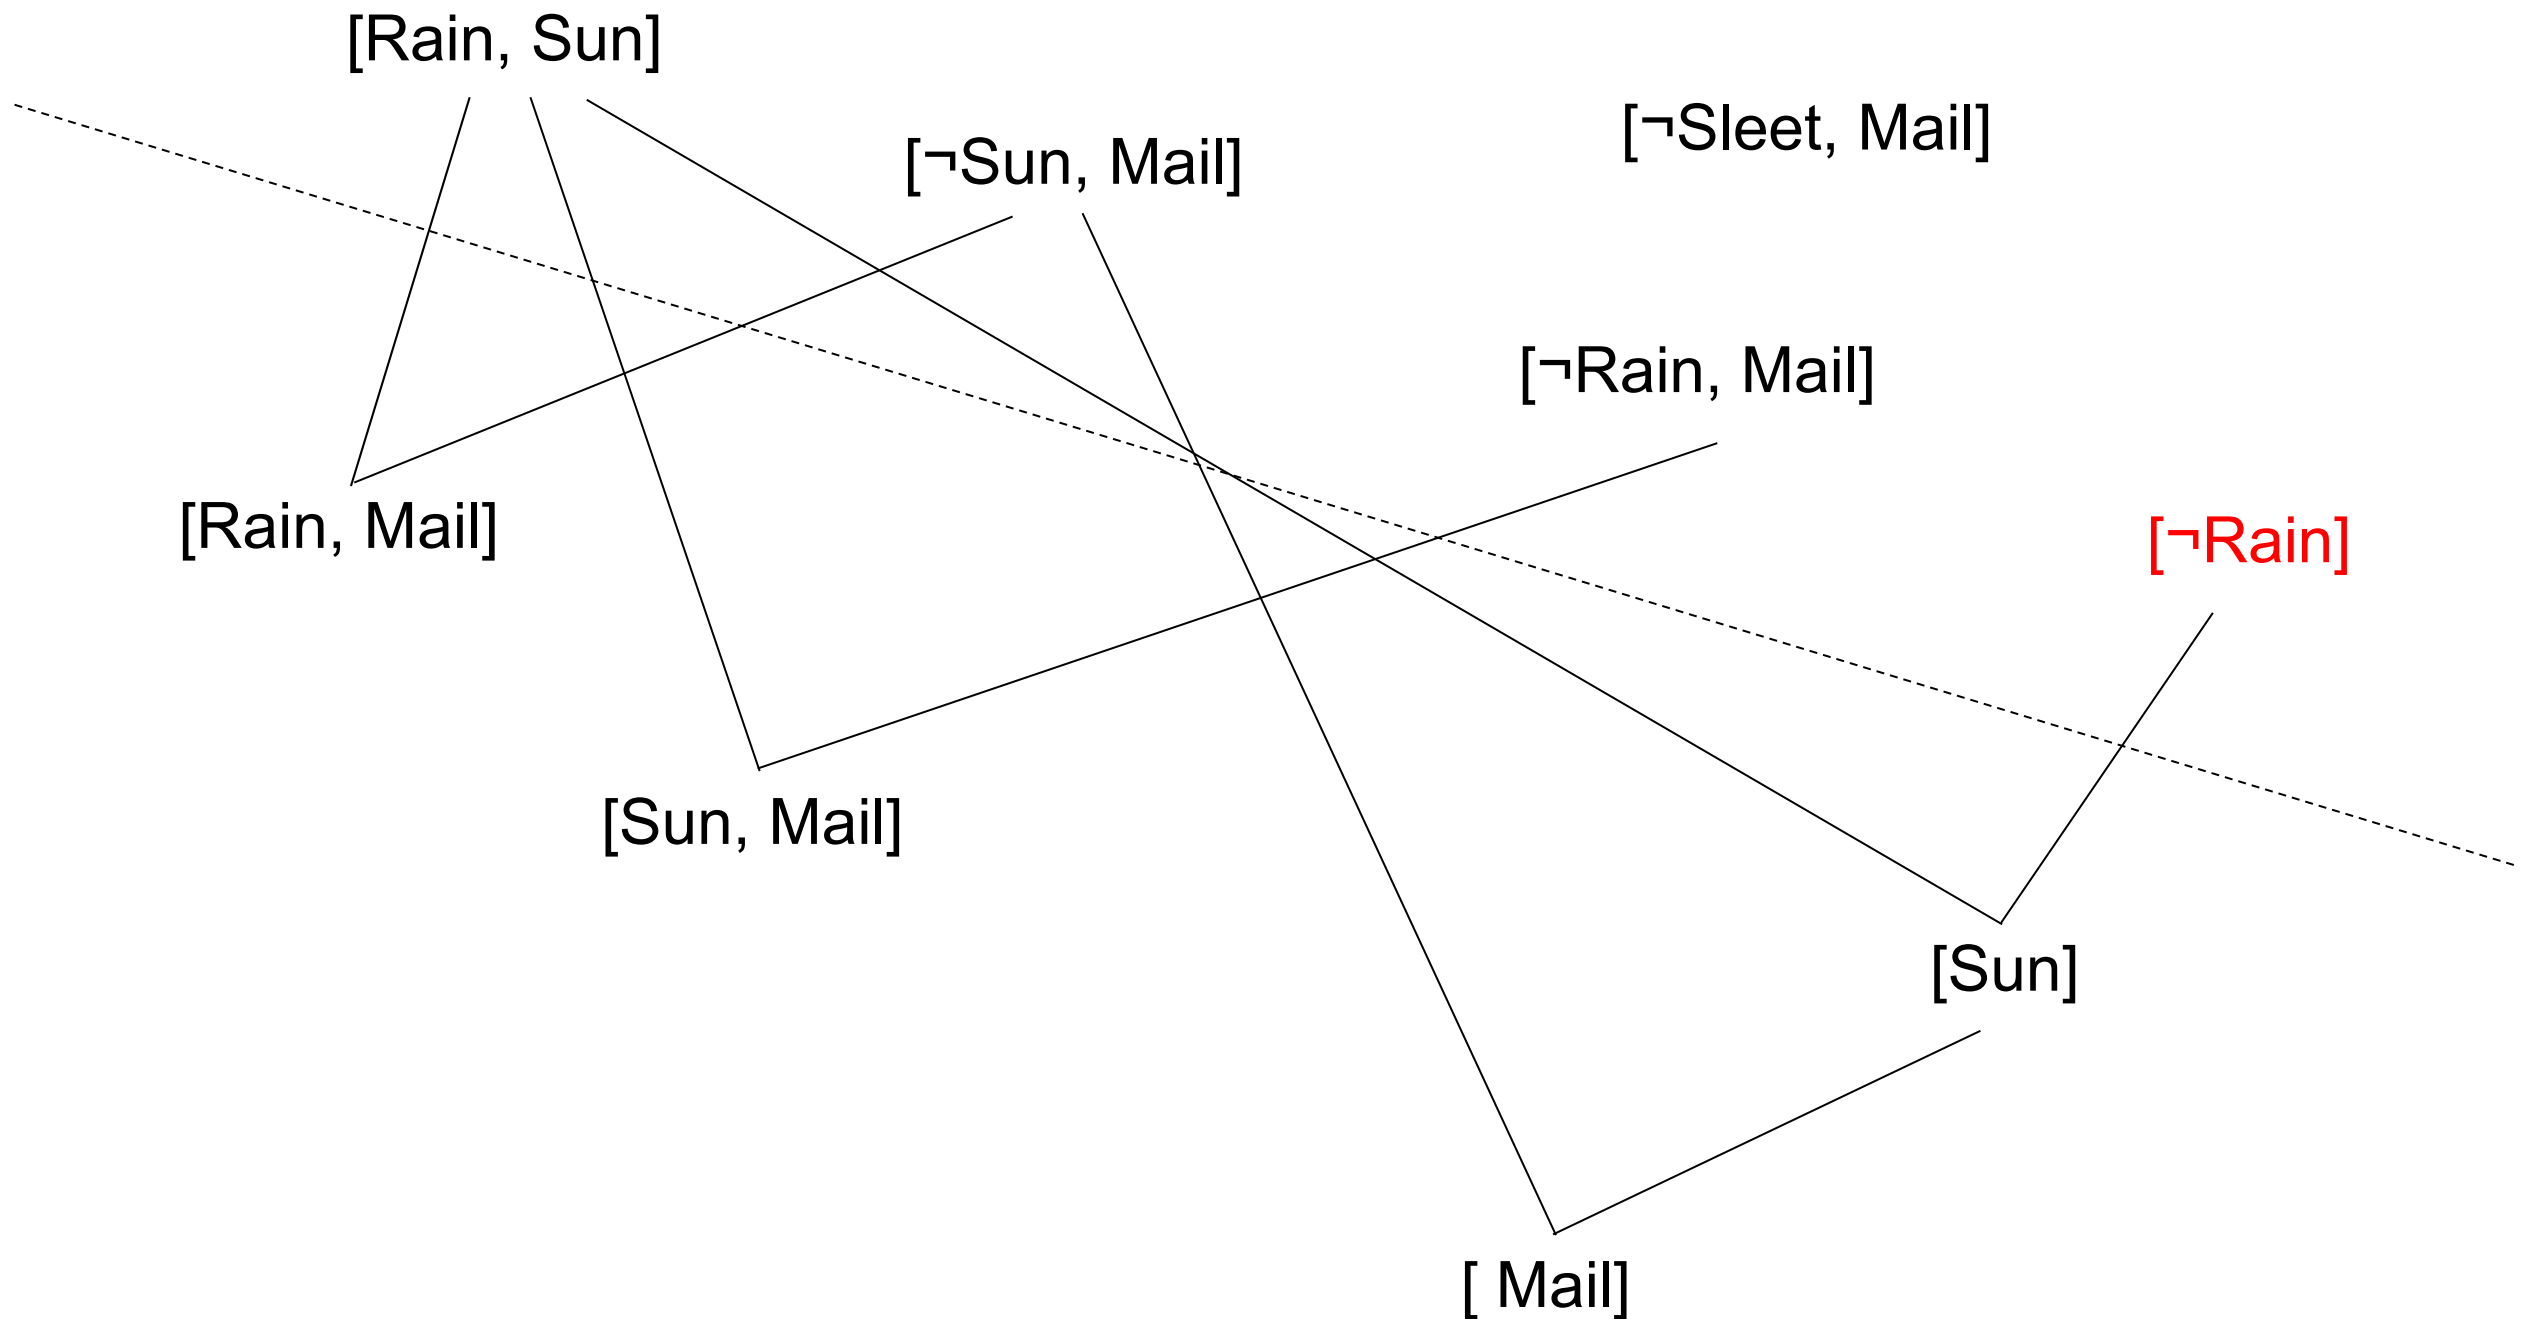 [Rain, Sun]
[¬Sleet, Mail]
[¬Sun, Mail]
[¬Rain, Mail]
[Rain, Mail]
[¬Rain]
[Sun, Mail]
[Sun]
[ Mail]